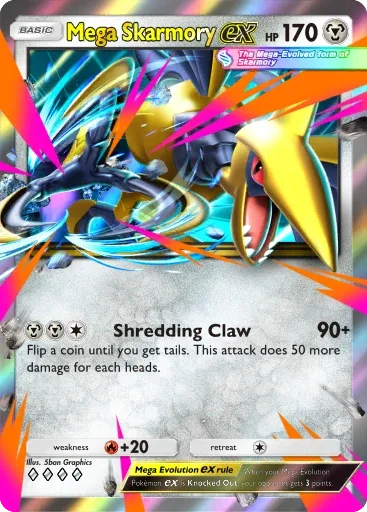 BASIC
Mega Skarmory ex HP 170
The Mega-Evolved form of
Skarmory
Shredding Claw 90+
Flip a coin until you get tails. This attack does 50 more
damage for each heads.
weakness +20 retreat
Illus. 5ban Graphics
Mega Evolution ex rule
When your Mega Evolution
Pokémon ex is Knocked Out, your opponent gets 3 points.